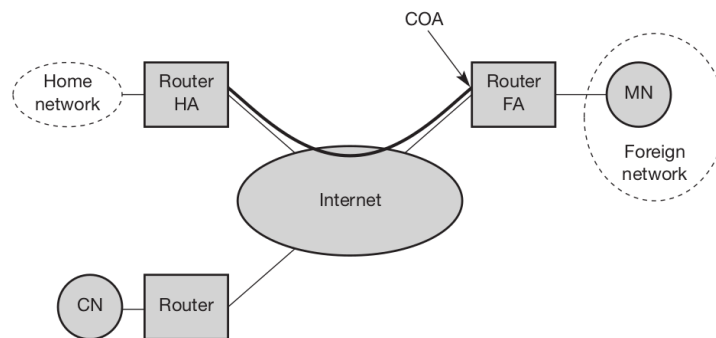 COA
Home
network
Router
HA
Router
FA
MN
Foreign
network
Internet
CN
Router